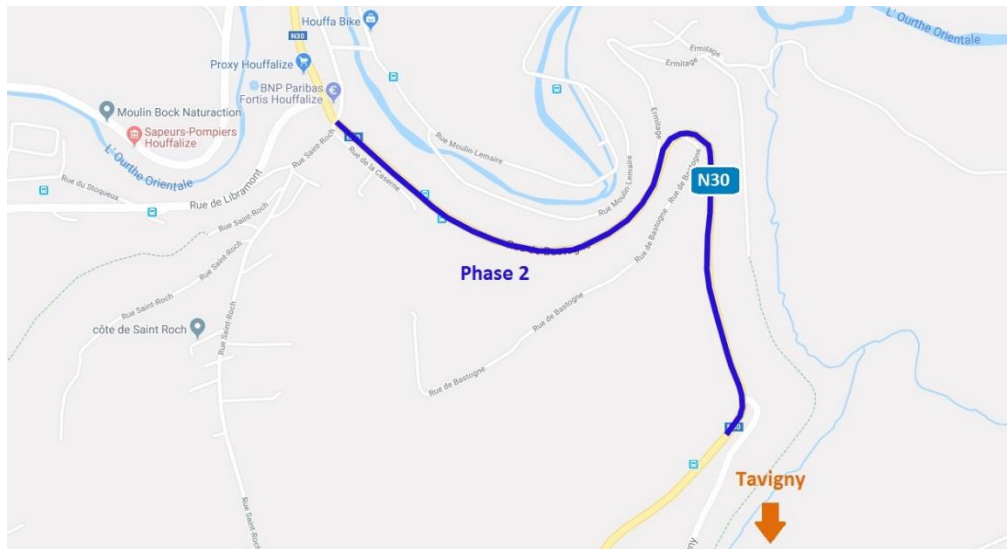 Houffa Bike
L' Ourthe Orientale
N30
Ermitage
Proxy Houffalize
Ermitage
BNP Paribas
Fortis Houffalize
Moulin Bock Naturaction
Ermitage
Sapeurs-Pompiers
Houffalize
Rue Saint-Roch
Rue de la Caserne
Rue Moulin-Lemaire
L' Ourthe Orientale
Rue du Stoqueux
Rue de Libramont
N30
Rue Moulin-Lemaire
Rue de Bastogne
Rue Saint-Roch
Rue de Bastogne
Rue Saint-Roch
Phase 2
Rue Saint-Roch
Rue de Bastogne
côte de Saint Roch
Rue Saint-Roch
Rue de Bastogne
Tavigny
Rue Saint-Roch